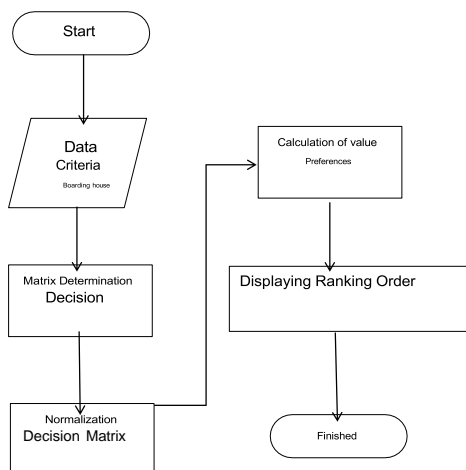 Start
Data
Criteria
Boarding house
Matrix Determination
Decision
Normalization
Decision Matrix
Calculation of value
Preferences
Displaying Ranking Order
Finished